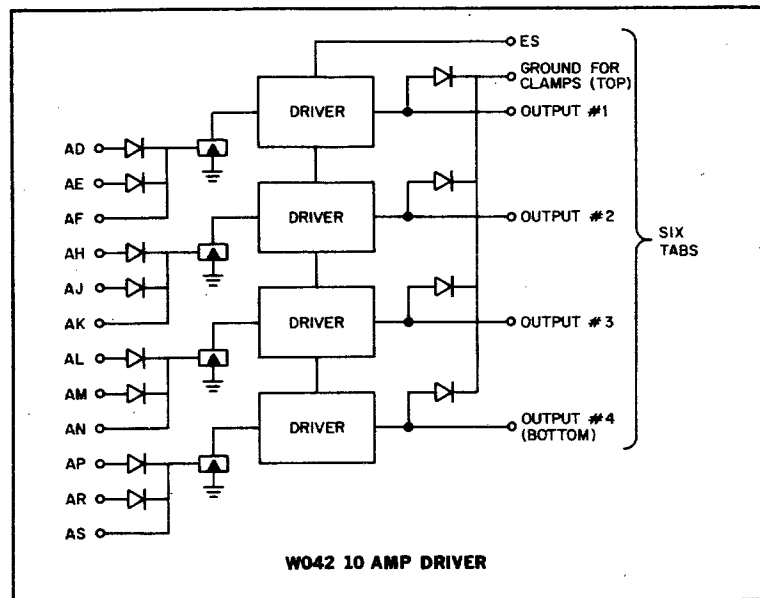 ES
GROUND FOR
CLAMPS (TOP)
DRIVER
OUTPUT #1
AD
AE
AF
DRIVER
OUTPUT #2
SIX
TABS
AH
AJ
AK
DRIVER
OUTPUT #3
AL
AM
AN
DRIVER
OUTPUT #4
(BOTTOM)
AP
AR
AS
W042 10 AMP DRIVER